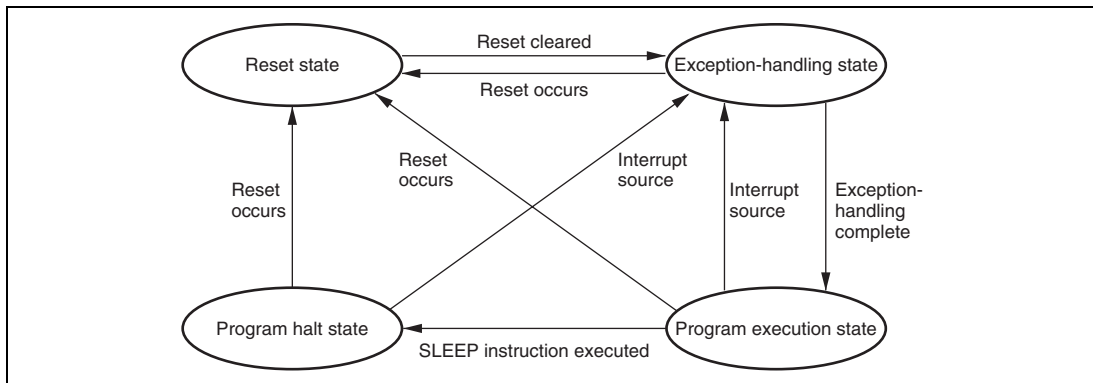 Reset cleared
Reset state
Exception-handling state
Reset occurs
Reset
occurs
Interrupt
source
Reset
occurs
Interrupt
source
Exception-
handling
complete
Program halt state
Program execution state
SLEEP instruction executed